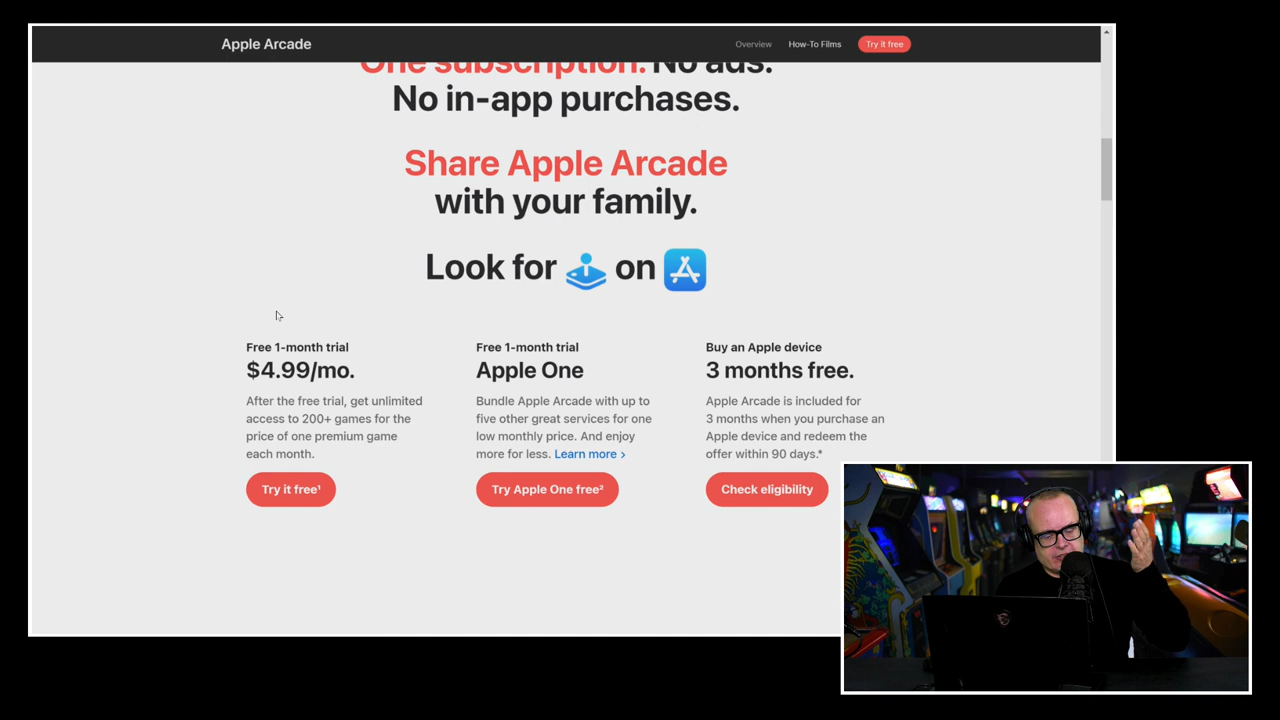 Apple Arcade
Overview
How-To Films
Try it free
One subscription. No ads.
No in-app purchases.
Share Apple Arcade
with your family.
Look for on
Free 1-month trial
$4.99/mo.
After the free trial, get unlimited
access to 200+ games for the
price of one premium game
each month.
Try it free¹
Free 1-month trial
Apple One
Bundle Apple Arcade with up to
five other great services for one
low monthly price. And enjoy
more for less. Learn more >
Try Apple One free²
Buy an Apple device
3 months free.
Apple Arcade is included for
3 months when you purchase an
Apple device and redeem the
offer within 90 days.*
Check eligibility